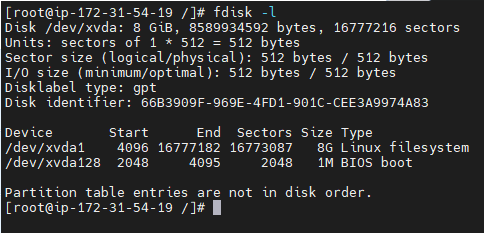 [root@ip-172-31-54-19 /]# fdisk -l
Disk /dev/xvda: 8 GiB, 8589934592 bytes, 16777216 sectors
Units: sectors of 1 * 512 = 512 bytes
Sector size (logical/physical): 512 bytes / 512 bytes
I/O size (minimum/optimal): 512 bytes / 512 bytes
Disklabel type: gpt
Disk identifier: 66B3909F-969E-4FD1-901C-CEE3A9974A83

Device       Start      End  Sectors Size Type
/dev/xvda1    4096 16777182 16773087   8G Linux filesystem
/dev/xvda128  2048     4095     2048   1M BIOS boot

Partition table entries are not in disk order.
[root@ip-172-31-54-19 /]#